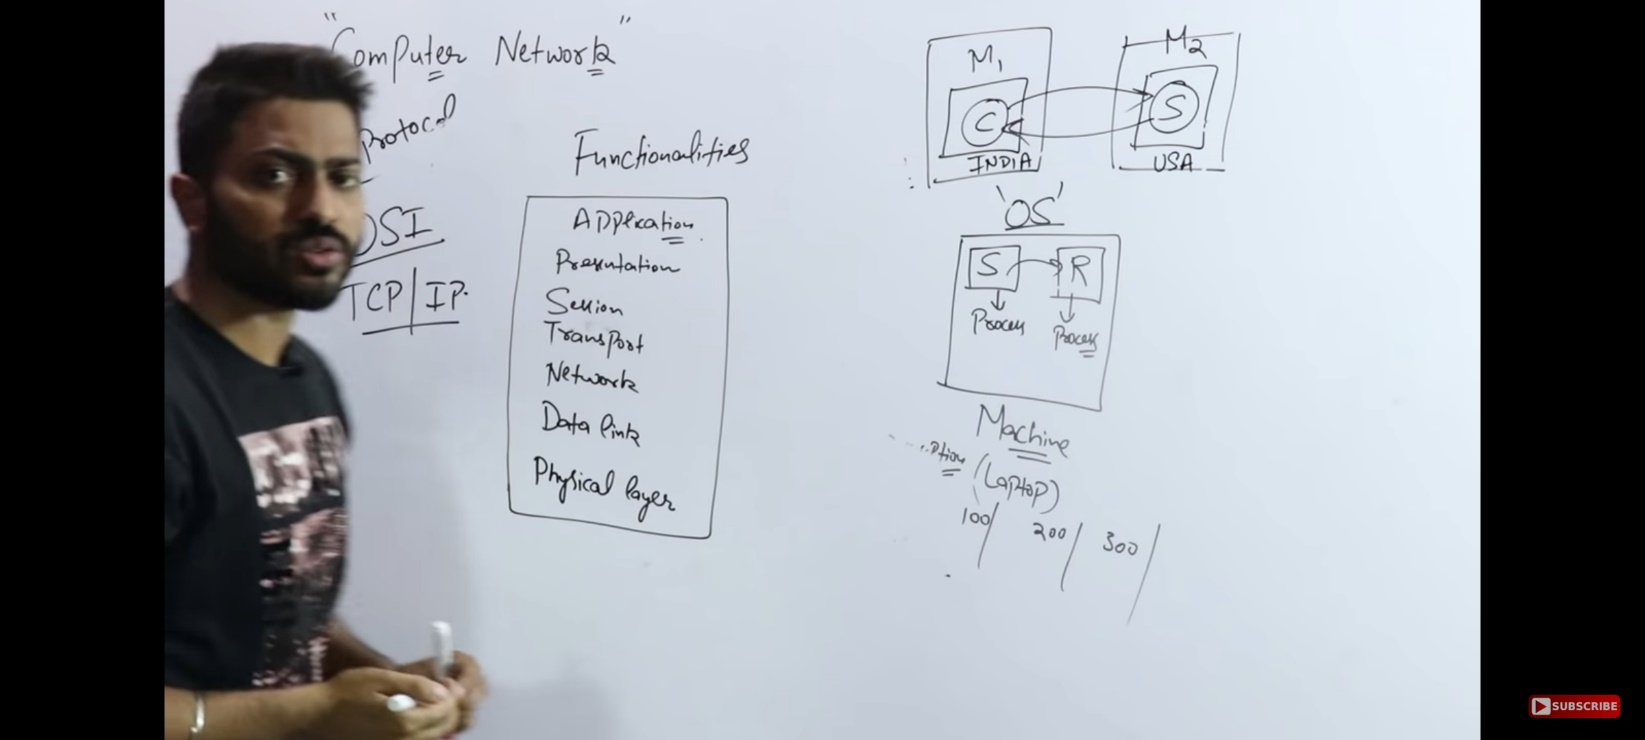 "Computer Network"
Protocol
OSI
TCP/IP
Functionalities
Application
Presentation
Session
Transport
Network
Data link
Physical layer
M1
C
INDIA
M2
S
USA
'OS'
S
R
Process
Process
Machine
(Laptop)
100/ 200/ 300/
SUBSCRIBE